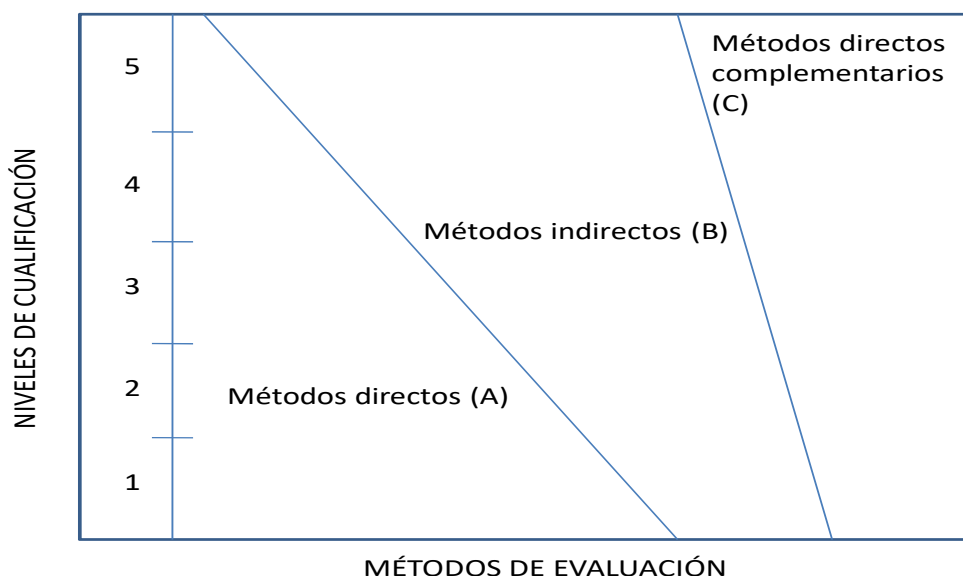 NIVELES DE CUALIFICACIÓN
5
4
3
2
1
Métodos directos
complementarios
(C)
Métodos indirectos (B)
Métodos directos (A)
MÉTODOS DE EVALUACIÓN